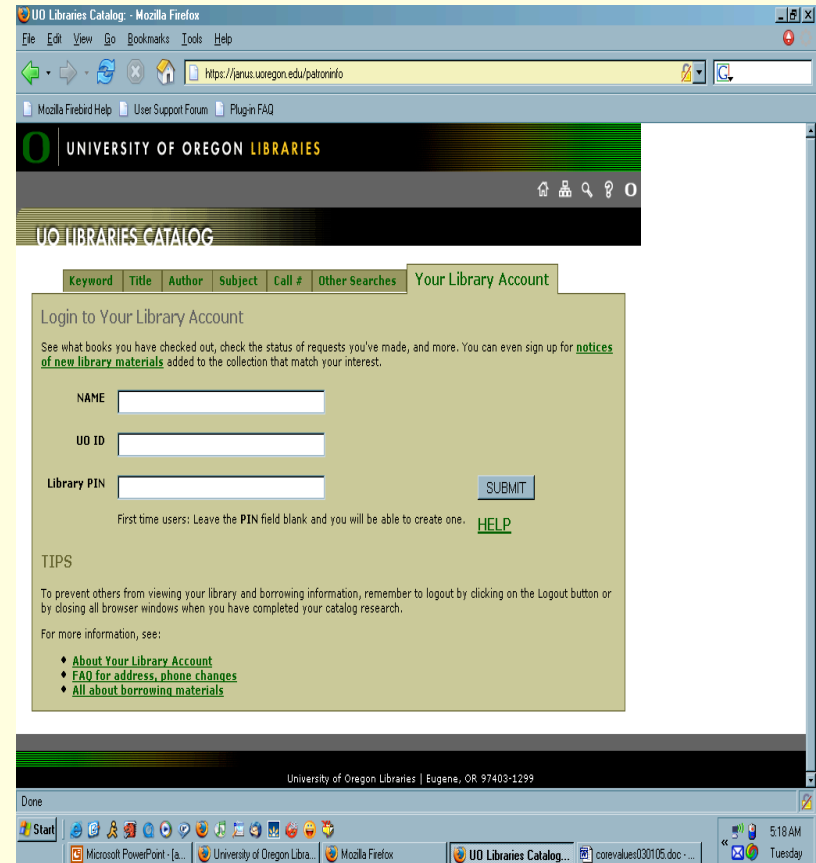 UO Libraries Catalog: - Mozilla Firefox
File Edit View Go Bookmarks Tools Help
https://janus.uoregon.edu/patroninfo
G
Mozilla Firebird Help User Support Forum Plug-in FAQ
O UNIVERSITY OF OREGON LIBRARIES
O
UO LIBRARIES CATALOG
Keyword Title Author Subject Call # Other Searches Your Library Account
Login to Your Library Account
See what books you have checked out, check the status of requests you've made, and more. You can even sign up for notices
of new library materials added to the collection that match your interest.
NAME
UO ID
Library PIN
SUBMIT
First time users: Leave the PIN field blank and you will be able to create one.
HELP
TIPS
To prevent others from viewing your library and borrowing information, remember to logout by clicking on the Logout button or
by closing all browser windows when you have completed your catalog research.
For more information, see:
About Your Library Account
FAQ for address, phone changes
All about borrowing materials
University of Oregon Libraries | Eugene, OR 97403-1299
Done
Start
5:18 AM
Microsoft PowerPoint - [a... University of Oregon Libra... Mozilla Firefox UO Libraries Catalog... corevalues030105.doc - ... Tuesday